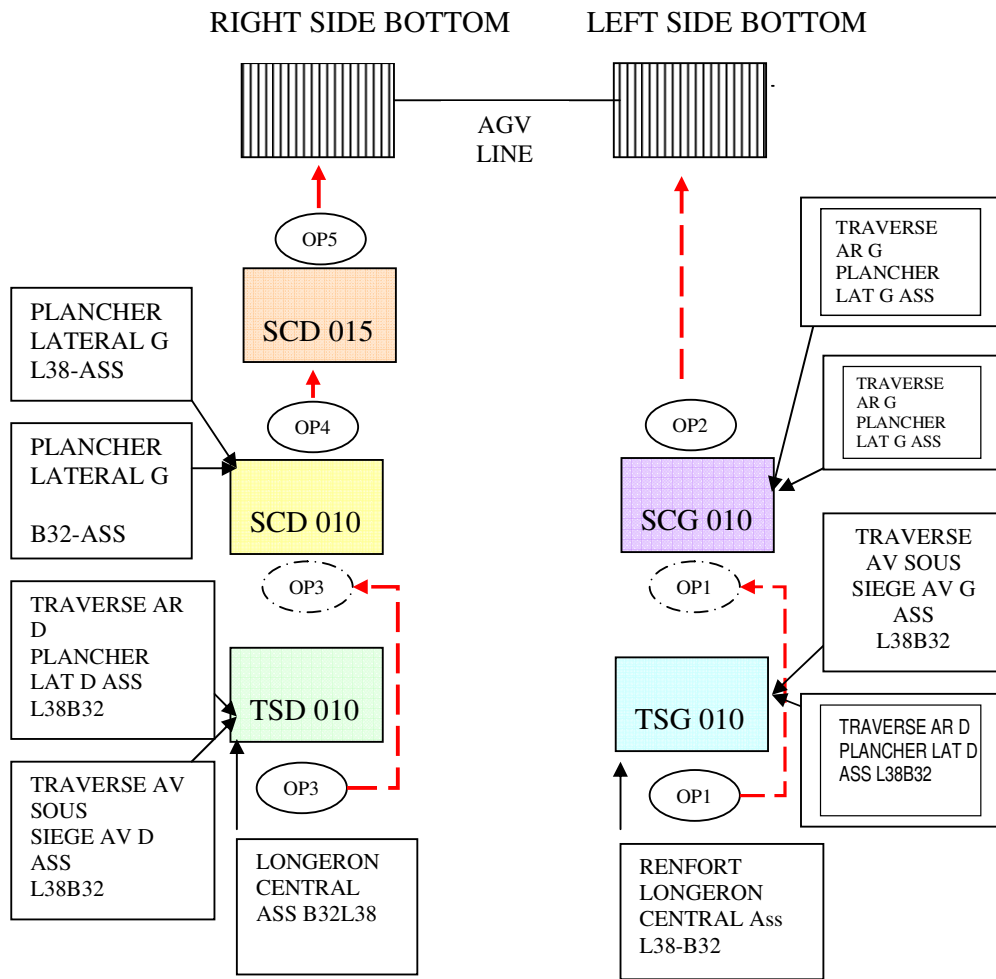 RIGHT SIDE BOTTOM
LEFT SIDE BOTTOM
AGV
LINE
OP5
SCD 015
PLANCHER
LATERAL G
L38-ASS
OP4
PLANCHER
LATERAL G
B32-ASS
SCD 010
OP3
TRAVERSE AR
D
PLANCHER
LAT D ASS
L38B32
TSD 010
TRAVERSE AV
SOUS
SIEGE AV D
ASS
L38B32
OP3
LONGERON
CENTRAL
ASS B32L38
TRAVERSE
AR G
PLANCHER
LAT G ASS
TRAVERSE
AR G
PLANCHER
LAT G ASS
OP2
SCG 010
OP1
TRAVERSE
AV SOUS
SIEGE AV G
ASS
L38B32
TSG 010
TRAVERSE AR D
PLANCHER LAT D
ASS L38B32
OP1
RENFORT
LONGERON
CENTRAL Ass
L38-B32